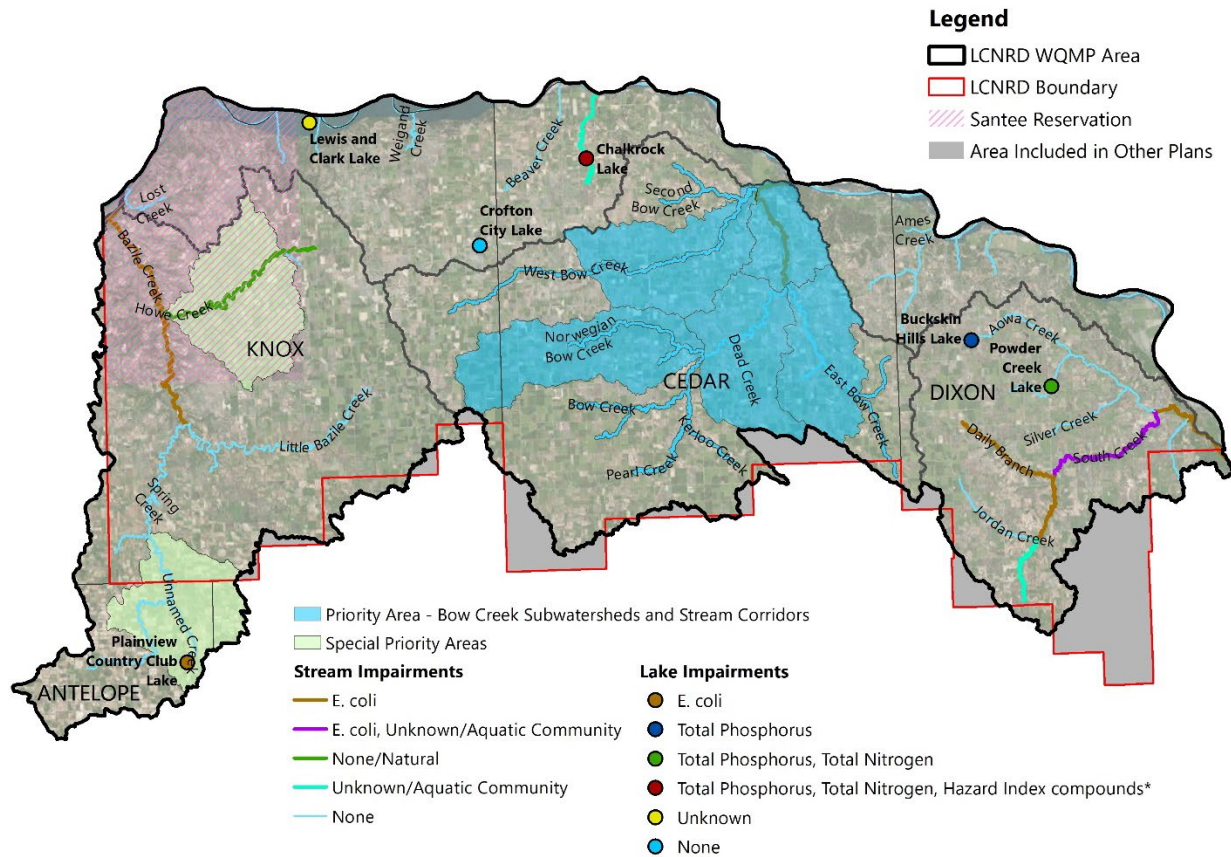 Legend
LCNRD WQMP Area
LCNRD Boundary
Santee Reservation
Area Included in Other Plans
Lewis and
Clark Lake
Weigand
Creek
Beaver Creek
Chalkrock
Lake
Second
Bow Creek
Lost
Creek
Bazile Creek
Crofton
City Lake
Ames
Creek
West Bow Creek
Howe Creek
KNOX
Norwegian
Bow Creek
Dead Creek
CEDAR
East Bow Creek
Buckskin
Hills Lake
Aowa Creek
Powder
Creek
Lake
DIXON
Bow Creek
Kerloo Creek
Pearl Creek
Little Bazile Creek
Silver Creek
Daily Branch
South Creek
Jordan Creek
Spring
Creek
Unnamed Creek
Plainview
Country Club
Lake
ANTELOPE
Priority Area - Bow Creek Subwatersheds and Stream Corridors
Special Priority Areas
Stream Impairments
E. coli
E. coli, Unknown/Aquatic Community
None/Natural
Unknown/Aquatic Community
None
Lake Impairments
E. coli
Total Phosphorus
Total Phosphorus, Total Nitrogen
Total Phosphorus, Total Nitrogen, Hazard Index compounds*
Unknown
None